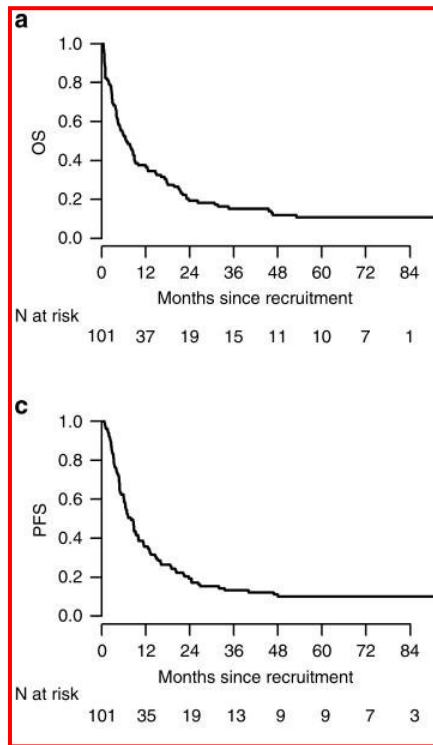 a
1.0
0.8
0.6
0.4
0.2
0.0
OS
0 12 24 36 48 60 72 84
Months since recruitment
N at risk
101 37 19 15 11 10 7 1
c
1.0
0.8
0.6
0.4
0.2
0.0
PFS
0 12 24 36 48 60 72 84
Months since recruitment
N at risk
101 35 19 13 9 9 7 3